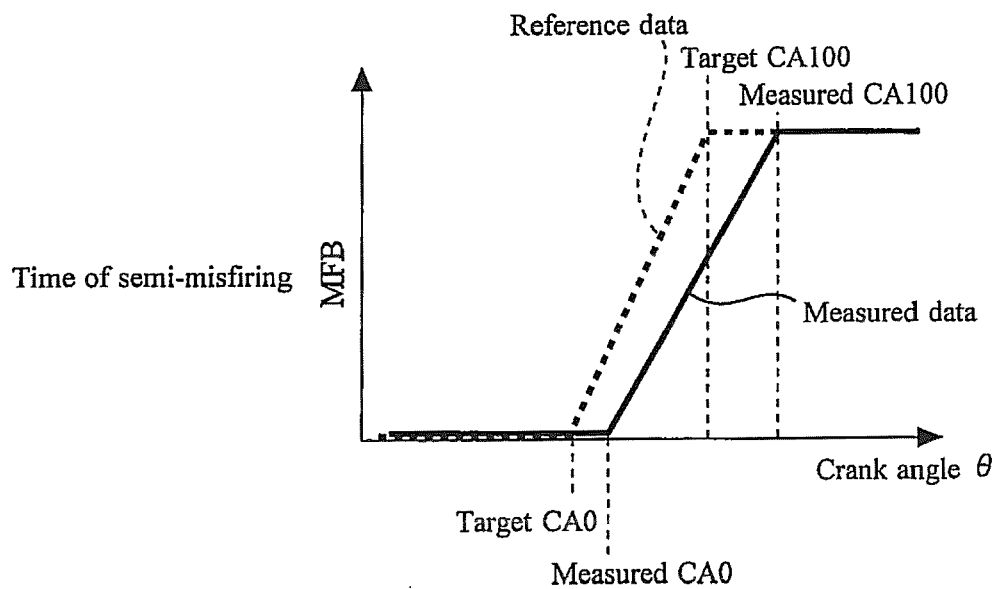 Reference data
Target CA100
Measured CA100
Time of semi-misfiring
MFB
Measured data
Crank angle θ
Target CA0
Measured CA0